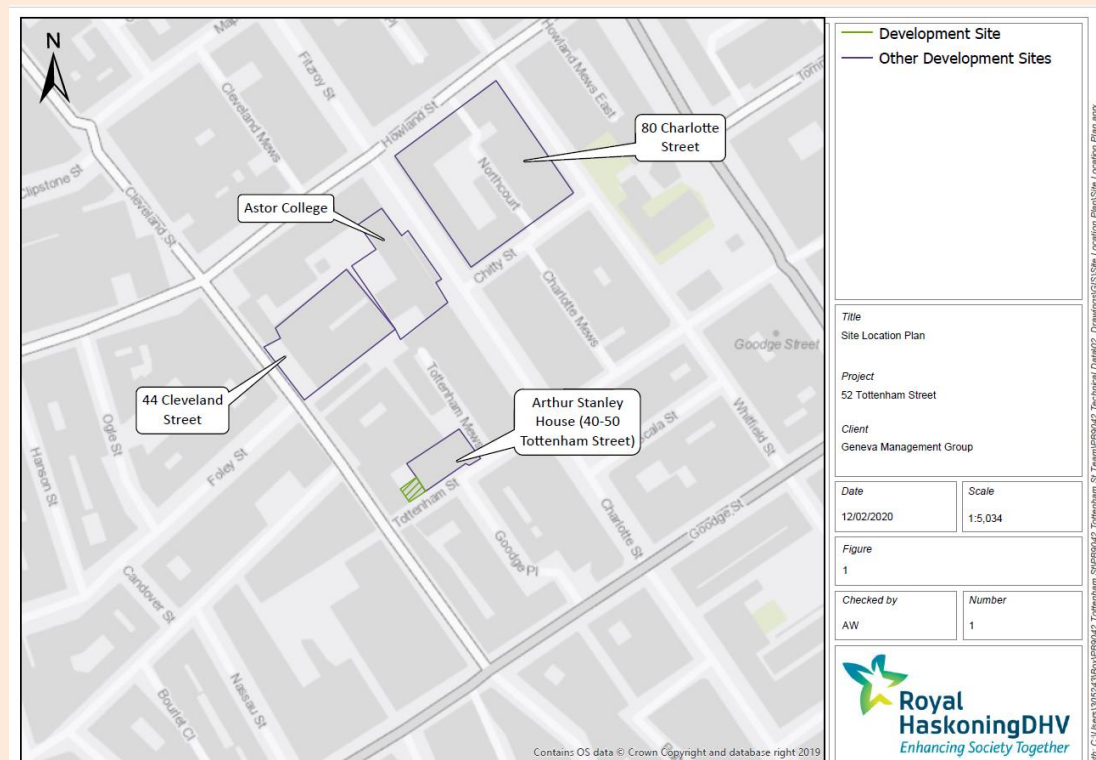 N
Development Site
Other Development Sites
80 Charlotte
Street
Astor College
44 Cleveland
Street
Arthur Stanley
House (40-50
Tottenham Street)
Fitzroy St
Howland Mews East
Cleveland Mews
Howland St
Clipstone St
Cleveland St
Northcourt
Chitty St
Charlotte Mews
Goodge Street
Tottenham Mews
Whitfield St
Ogle St
Foley St
Hanson St
Tottenham St
Charlotte St
Goodge St
Goodge Pl
Candover St
Nassau St
Bourlet Cl
Contains OS data © Crown Copyright and database right 2019
Title
Site Location Plan
Project
52 Tottenham Street
Client
Geneva Management Group
Date
12/02/2020
Scale
1:5,034
Figure
1
Checked by
AW
Number
1
Royal
HaskoningDHV
Enhancing Society Together